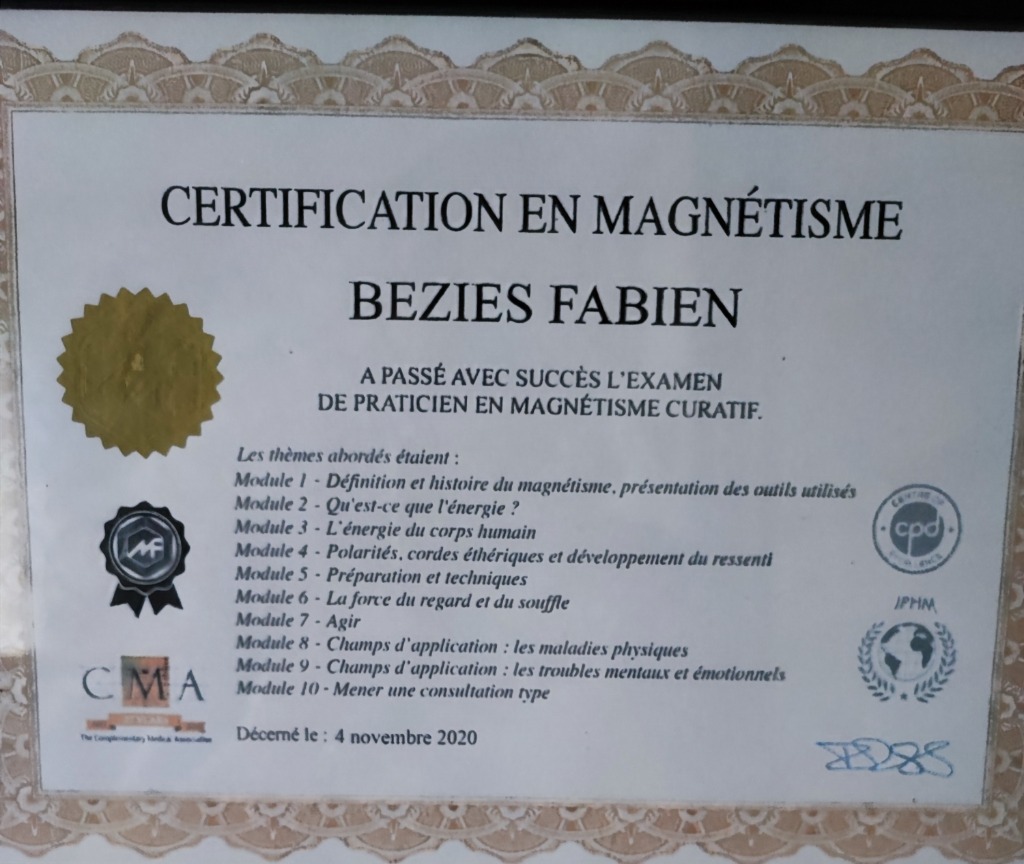 CERTIFICATION EN MAGNÉTISME
BEZIES FABIEN
A PASSÉ AVEC SUCCÈS L'EXAMEN
DE PRATICIEN EN MAGNÉTISME CURATIF.
Les thèmes abordés étaient :
Module 1 - Définition et histoire du magnétisme, présentation des outils utilisés
Module 2 - Qu'est-ce que l'énergie ?
Module 3 - L'énergie du corps humain
Module 4 - Polarités, cordes éthériques et développement du ressenti
Module 5 - Préparation et techniques
Module 6 - La force du regard et du souffle
Module 7 - Agir
Module 8 - Champs d'application : les maladies physiques
Module 9 - Champs d'application : les troubles mentaux et émotionnels
Module 10 - Mener une consultation type
Décerné le : 4 novembre 2020
MF
CMA
The Complementary Medical Association
cpd
IPHM